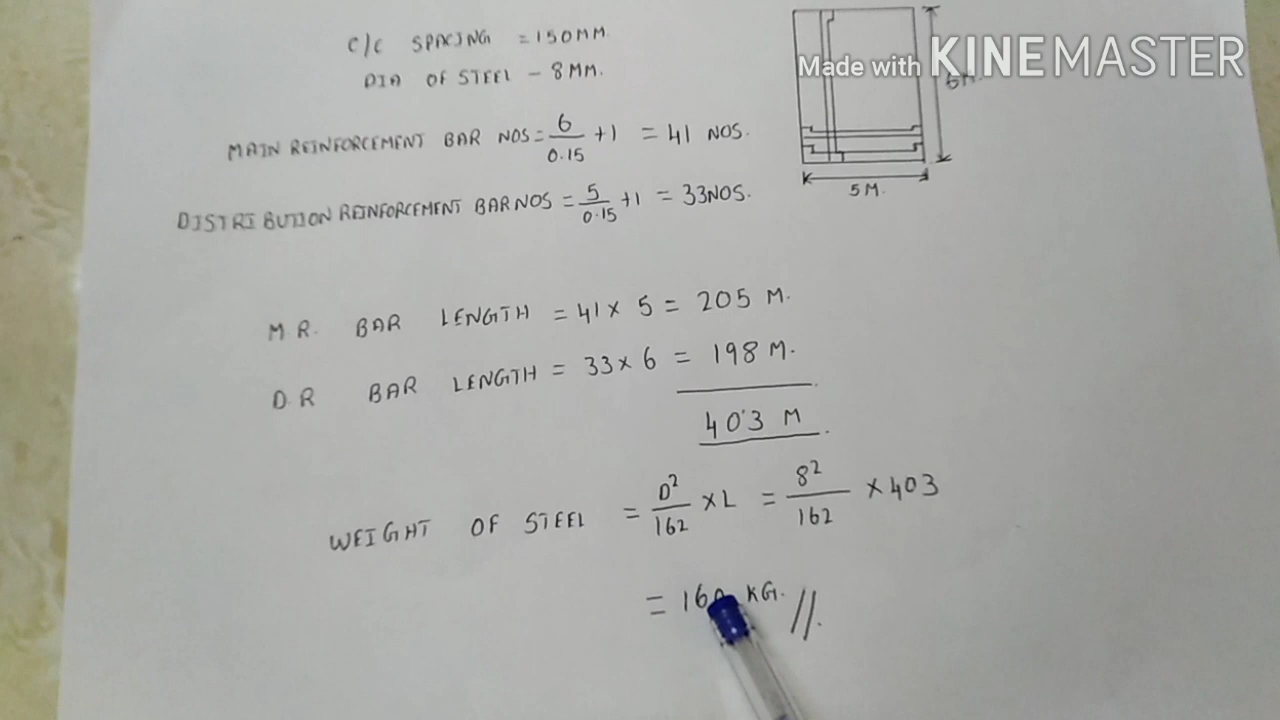 C/C SPACING = 150MM.
DIA OF STEEL - 8MM.
Made with KINEMASTER
MAIN REINFORCEMENT BAR NOS = 6/0.15 + 1 = 41 NOS.
5M.
DISTRIBUTION REINFORCEMENT BAR NOS = 5/0.15 + 1 = 33NOS.
M.R. BAR LENGTH = 41 × 5 = 205 M.
D.R BAR LENGTH = 33 × 6 = 198 M.
403 M
WEIGHT OF STEEL = D²/162 × L = 8²/162 × 403
= KG. //.